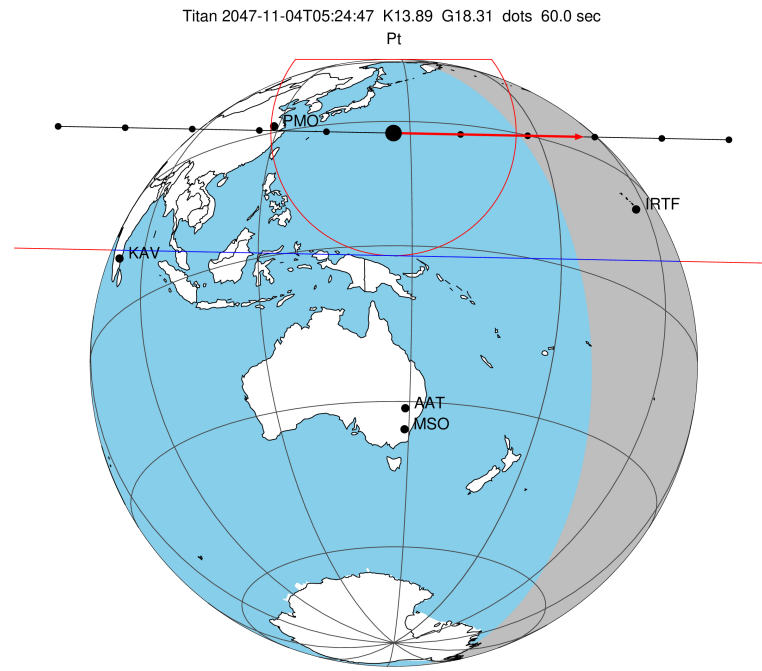 Titan 2047-11-04T05:24:47 K13.89 G18.31 dots 60.0 sec
Pt
PMO
IRTF
KAV
AAT
MSO